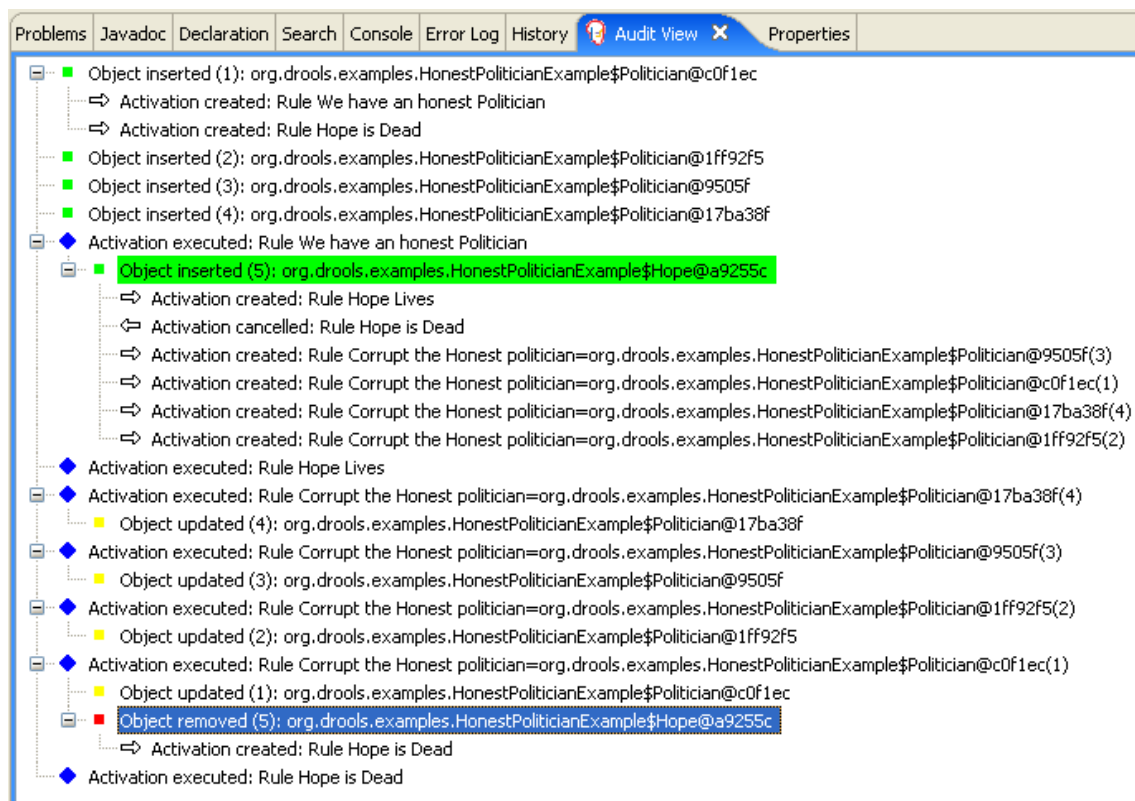 Problems Javadoc Declaration Search Console Error Log History Audit View Properties
Object inserted (1): org.drools.examples.HonestPoliticianExample$Politician@c0f1ec
Activation created: Rule We have an honest Politician
Activation created: Rule Hope is Dead
Object inserted (2): org.drools.examples.HonestPoliticianExample$Politician@1ff92f5
Object inserted (3): org.drools.examples.HonestPoliticianExample$Politician@9505f
Object inserted (4): org.drools.examples.HonestPoliticianExample$Politician@17ba38f
Activation executed: Rule We have an honest Politician
Object inserted (5): org.drools.examples.HonestPoliticianExample$Hope@a9255c
Activation created: Rule Hope Lives
Activation cancelled: Rule Hope is Dead
Activation created: Rule Corrupt the Honest politician=org.drools.examples.HonestPoliticianExample$Politician@9505f(3)
Activation created: Rule Corrupt the Honest politician=org.drools.examples.HonestPoliticianExample$Politician@c0f1ec(1)
Activation created: Rule Corrupt the Honest politician=org.drools.examples.HonestPoliticianExample$Politician@17ba38f(4)
Activation created: Rule Corrupt the Honest politician=org.drools.examples.HonestPoliticianExample$Politician@1ff92f5(2)
Activation executed: Rule Hope Lives
Activation executed: Rule Corrupt the Honest politician=org.drools.examples.HonestPoliticianExample$Politician@17ba38f(4)
Object updated (4): org.drools.examples.HonestPoliticianExample$Politician@17ba38f
Activation executed: Rule Corrupt the Honest politician=org.drools.examples.HonestPoliticianExample$Politician@9505f(3)
Object updated (3): org.drools.examples.HonestPoliticianExample$Politician@9505f
Activation executed: Rule Corrupt the Honest politician=org.drools.examples.HonestPoliticianExample$Politician@1ff92f5(2)
Object updated (2): org.drools.examples.HonestPoliticianExample$Politician@1ff92f5
Activation executed: Rule Corrupt the Honest politician=org.drools.examples.HonestPoliticianExample$Politician@c0f1ec(1)
Object updated (1): org.drools.examples.HonestPoliticianExample$Politician@c0f1ec
Object removed (5): org.drools.examples.HonestPoliticianExample$Hope@a9255c
Activation created: Rule Hope is Dead
Activation executed: Rule Hope is Dead